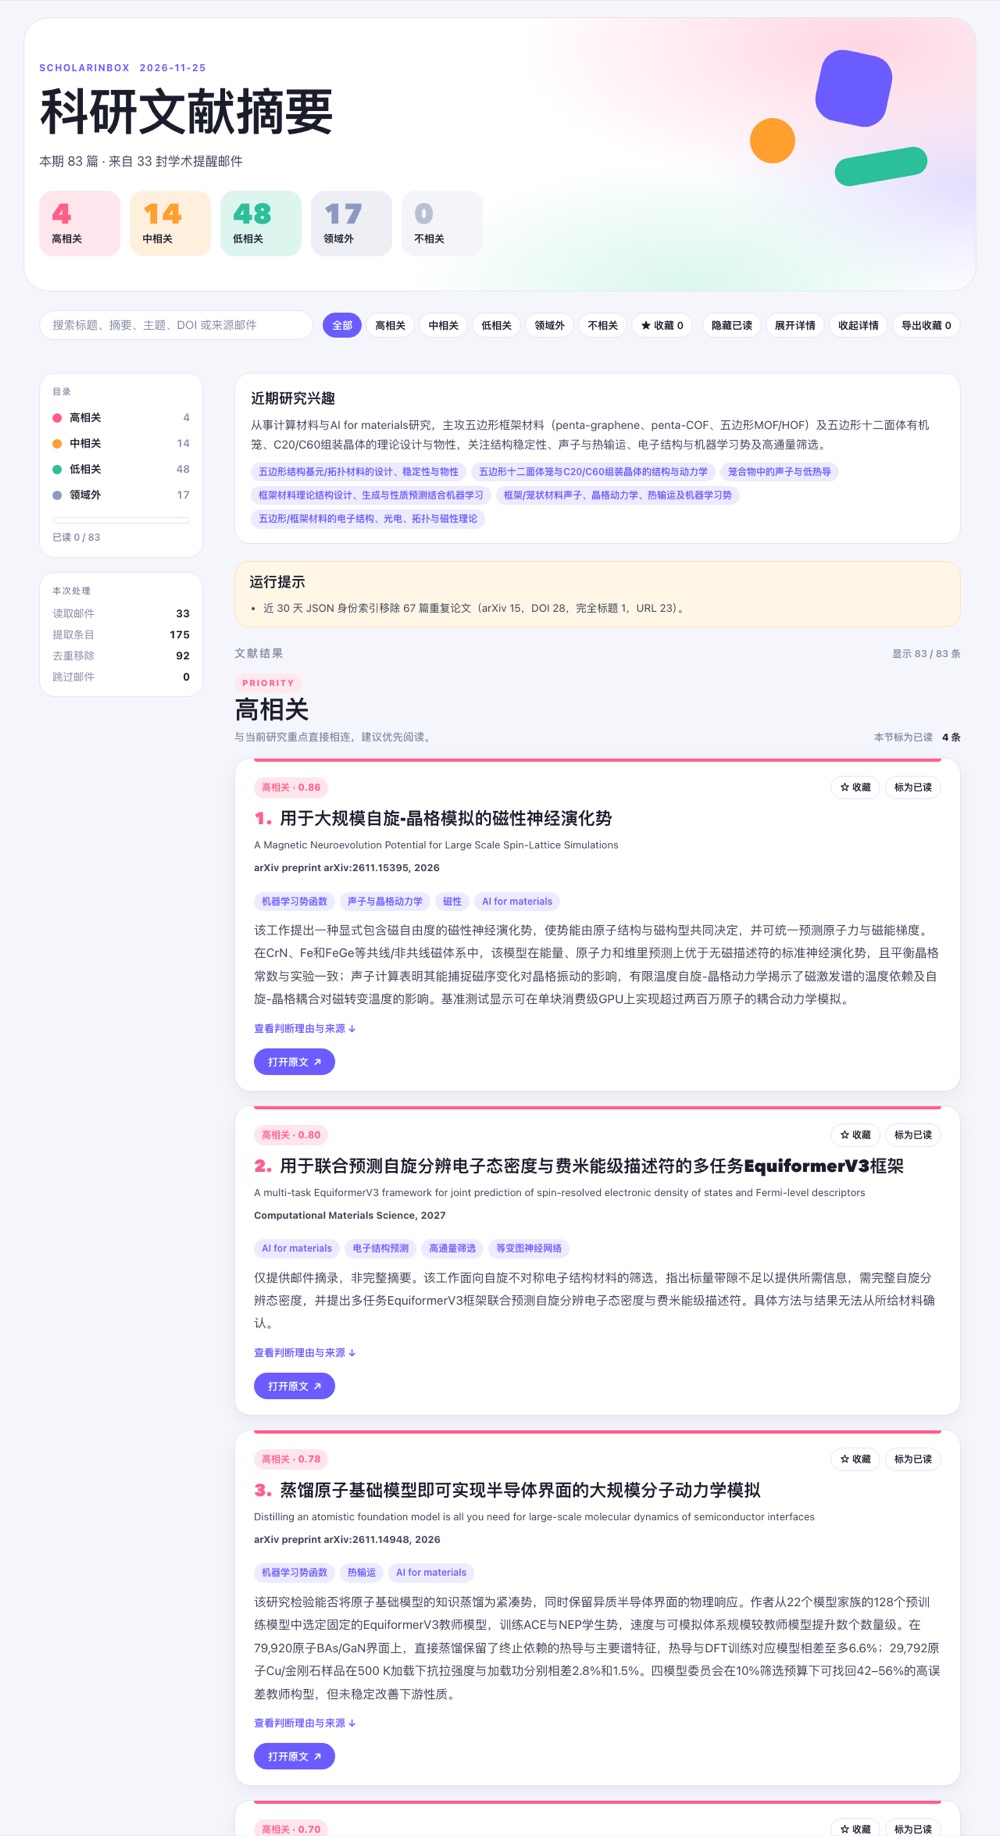 SCHOLARINBOX 2026-11-25
科研文献摘要
本期 83 篇 · 来自 33 封学术提醒邮件
4
高相关
14
中相关
48
低相关
17
领域外
0
不相关
搜索标题、摘要、主题、DOI 或来源邮件
全部
高相关
中相关
低相关
领域外
不相关
★ 收藏 0
隐藏已读
展开详情
收起详情
导出收藏 0
目录
高相关 4
中相关 14
低相关 48
领域外 17
已读 0 / 83
本次处理
读取邮件 33
提取条目 175
去重移除 92
跳过邮件 0
近期研究兴趣
从事计算材料与AI for materials研究，主攻五边形框架材料（penta-graphene、penta-COF、五边形MOF/HOF）及五边形十二面体有机
笼、C20/C60组装晶体的理论设计与物性，关注结构稳定性、声子与热输运、电子结构与机器学习势及高通量筛选。
五边形结构基元/拓扑材料的设计、稳定性与物性
五边形十二面体笼与C20/C60组装晶体的结构与动力学
笼合物中的声子与低热导
框架材料理论结构设计、生成与性质预测结合机器学习
框架/笼状材料声子、晶格动力学、热输运及机器学习势
五边形/框架材料的电子结构、光电、拓扑与磁性理论
运行提示
• 近 30 天 JSON 身份索引移除 67 篇重复论文（arXiv 15，DOI 28，完全标题 1，URL 23）。
文献结果
显示 83 / 83 条
PRIORITY
高相关
与当前研究重点直接相连，建议优先阅读。
本节标为已读 4 条
高相关 · 0.86
☆ 收藏
标为已读
1. 用于大规模自旋-晶格模拟的磁性神经演化势
A Magnetic Neuroevolution Potential for Large Scale Spin-Lattice Simulations
arXiv preprint arXiv:2611.15395, 2026
机器学习势函数
声子与晶格动力学
磁性
AI for materials
该工作提出一种显式包含磁自由度的磁性神经演化势，使势能由原子结构与磁构型共同决定，并可统一预测原子力与磁能梯度。
在CrN、Fe和FeGe等共线/非共线磁体系中，该模型在能量、原子力和维里预测上优于无磁描述符的标准神经演化势，且平衡晶格
常数与实验一致；声子计算表明其能捕捉磁序变化对晶格振动的影响，有限温度自旋-晶格动力学揭示了磁激发谱的温度依赖及自
旋-晶格耦合对磁转变温度的影响。基准测试显示可在单块消费级GPU上实现超过两百万原子的耦合动力学模拟。
查看判断理由与来源 ↓
打开原文 ↗
高相关 · 0.80
☆ 收藏
标为已读
2. 用于联合预测自旋分辨电子态密度与费米能级描述符的多任务EquiformerV3框架
A multi-task EquiformerV3 framework for joint prediction of spin-resolved electronic density of states and Fermi-level descriptors
Computational Materials Science, 2027
AI for materials
电子结构预测
高通量筛选
等变图神经网络
仅提供邮件摘录，非完整摘要。该工作面向自旋不对称电子结构材料的筛选，指出标量带隙不足以提供所需信息，需完整自旋分
辨态密度，并提出多任务EquiformerV3框架联合预测自旋分辨电子态密度与费米能级描述符。具体方法与结果无法从所给材料确
认。
查看判断理由与来源 ↓
打开原文 ↗
高相关 · 0.78
☆ 收藏
标为已读
3. 蒸馏原子基础模型即可实现半导体界面的大规模分子动力学模拟
Distilling an atomistic foundation model is all you need for large-scale molecular dynamics of semiconductor interfaces
arXiv preprint arXiv:2611.14948, 2026
机器学习势函数
热输运
AI for materials
该研究检验能否将原子基础模型的知识蒸馏为紧凑势，同时保留异质半导体界面的物理响应。作者从22个模型家族的128个预训
练模型中选定固定的EquiformerV3教师模型，训练ACE与NEP学生势，速度与可模拟体系规模较教师模型提升数个数量级。在
79,920原子BAs/GaN界面上，直接蒸馏保留了终止依赖的热导与主要谱特征，热导与DFT训练对应模型相差至多6.6%；29,792原
子Cu/金刚石样品在500 K加载下抗拉强度与加载功分别相差2.8%和1.5%。四模型委员会在10%筛选预算下可找回42–56%的高误
差教师构型，但未稳定改善下游性质。
查看判断理由与来源 ↓
打开原文 ↗
高相关 · 0.70
☆ 收藏
标为已读